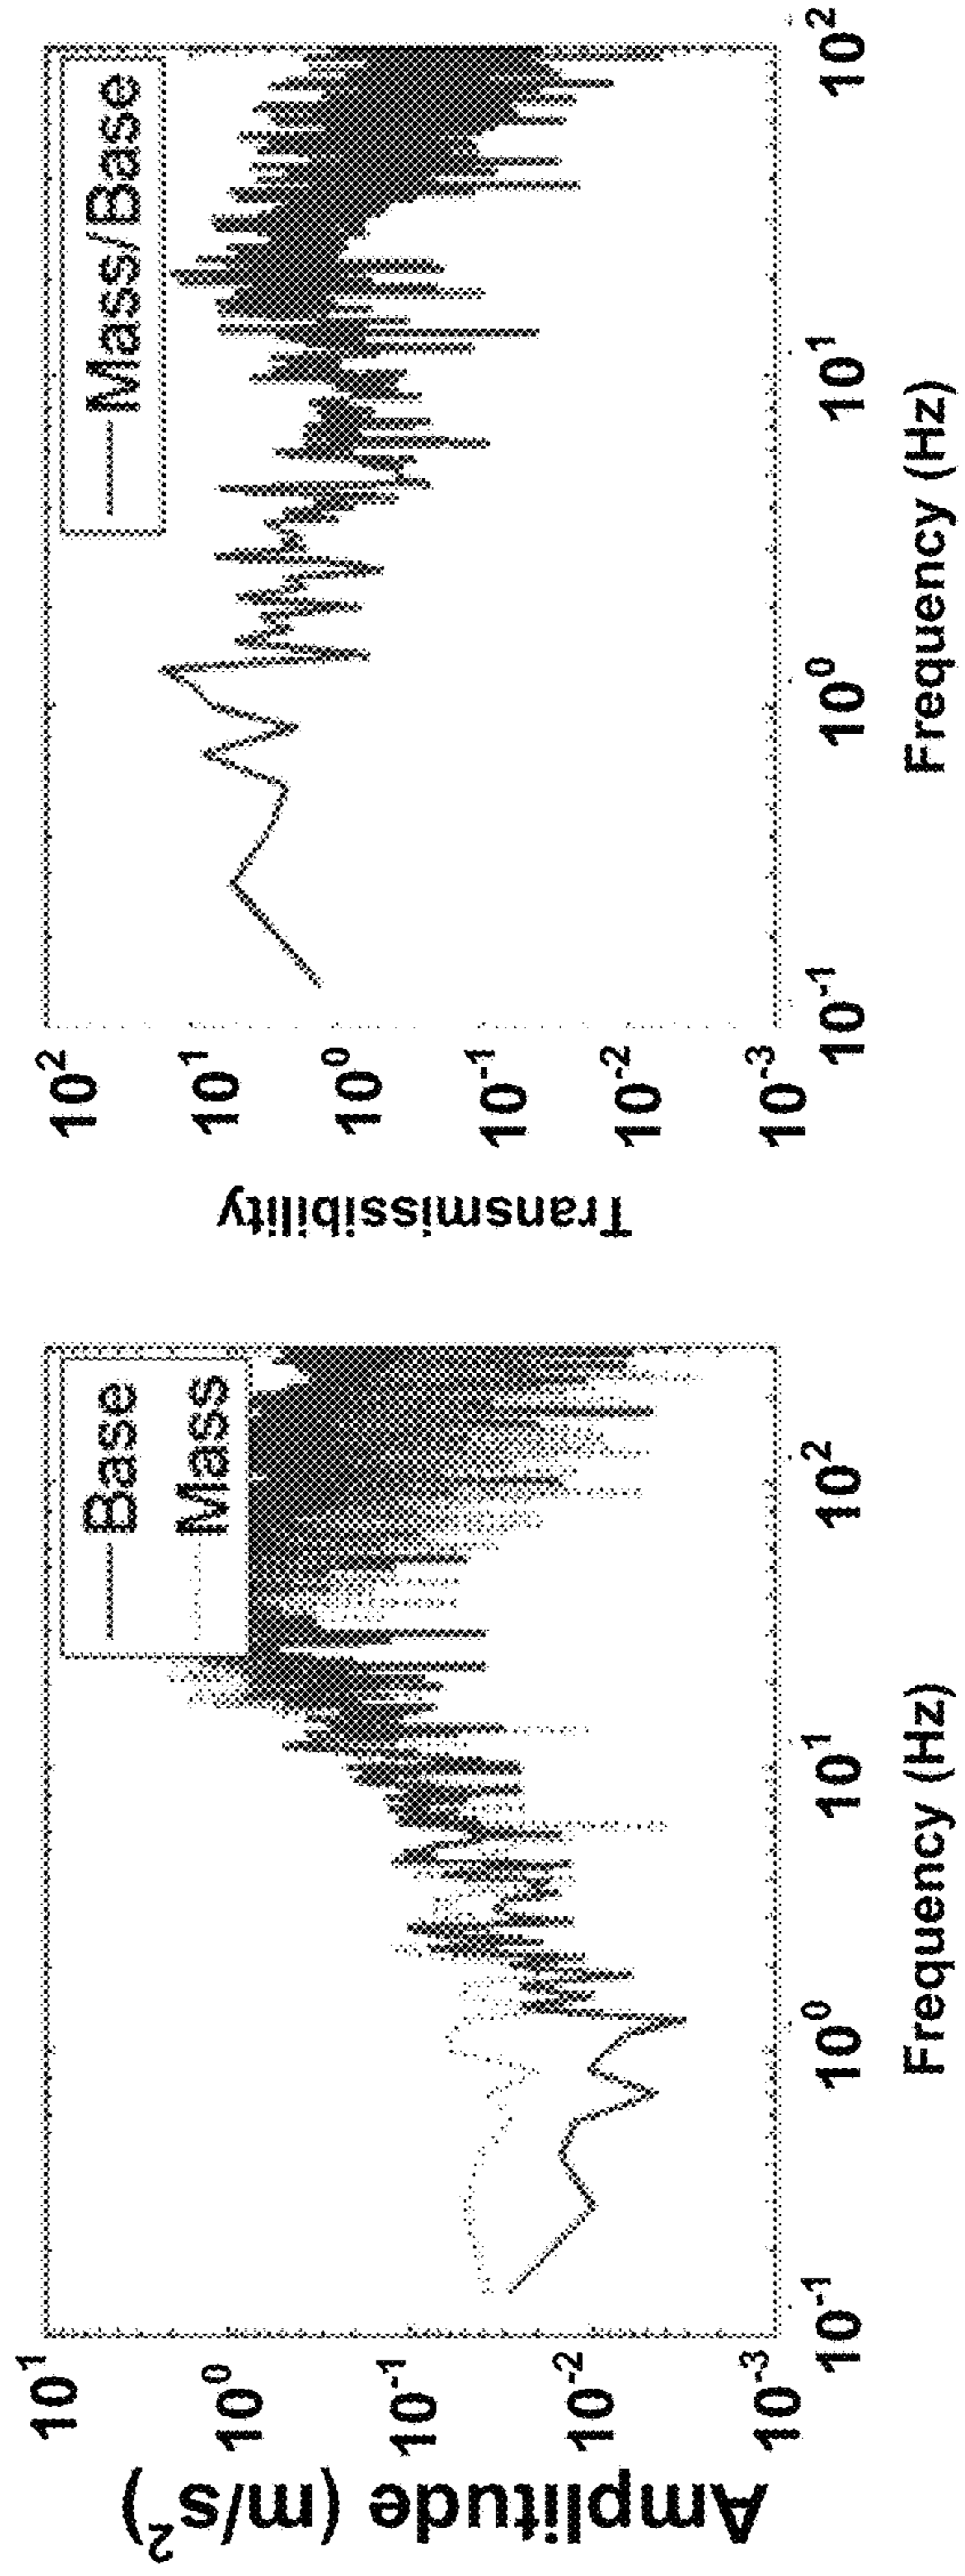 Amplitude (m/s²)
10¹
10⁰
10⁻¹
10⁻²
10⁻³
Base
Mass
10⁻¹
10⁰
10¹
10²
Frequency (Hz)
Transmissibility
10²
10¹
10⁰
10⁻¹
10⁻²
10⁻³
Mass/Base
10⁻¹
10⁰
10¹
10²
Frequency (Hz)